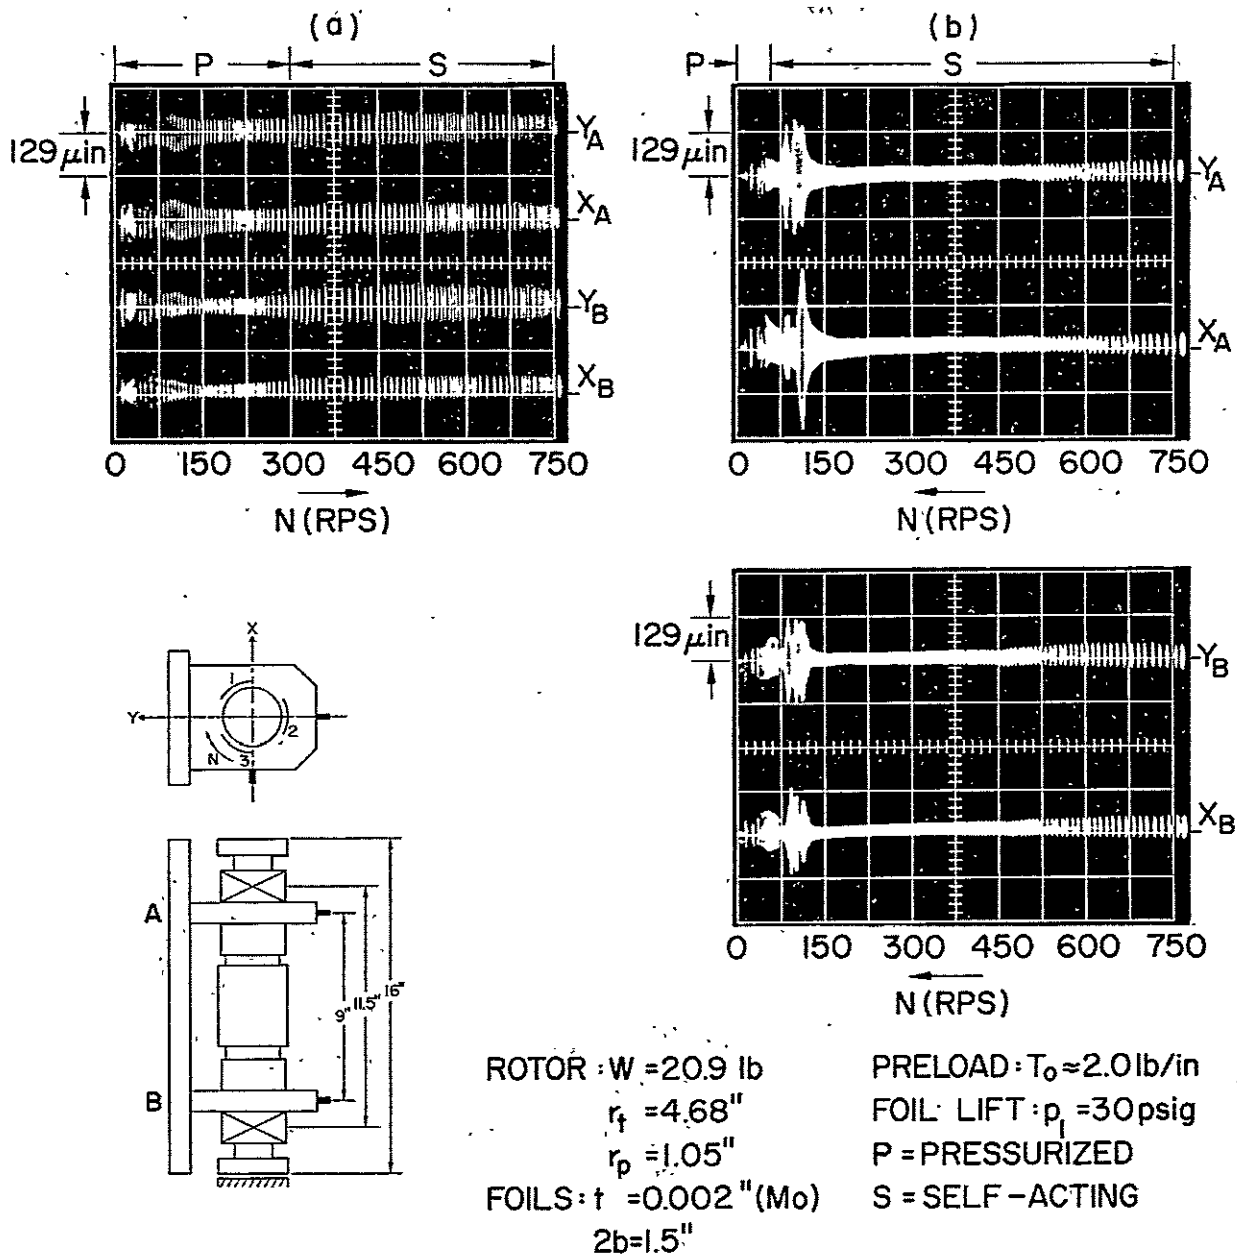 (a)
P S
129 μin
Y_A
X_A
Y_B
X_B
0 150 300 450 600 750
N (RPS)
(b)
P S
129 μin
Y_A
X_A
0 150 300 450 600 750
N (RPS)
129 μin
Y_B
X_B
0 150 300 450 600 750
N (RPS)
X
Y
1
2
3
N
A
B
9"
11.5"
16"
ROTOR : W = 20.9 lb
r_t = 4.68"
r_p = 1.05"
FOILS : t = 0.002" (Mo)
2b=1.5"
PRELOAD : T_o ≈ 2.0 lb/in
FOIL LIFT : p_l = 30 psig
P = PRESSURIZED
S = SELF-ACTING